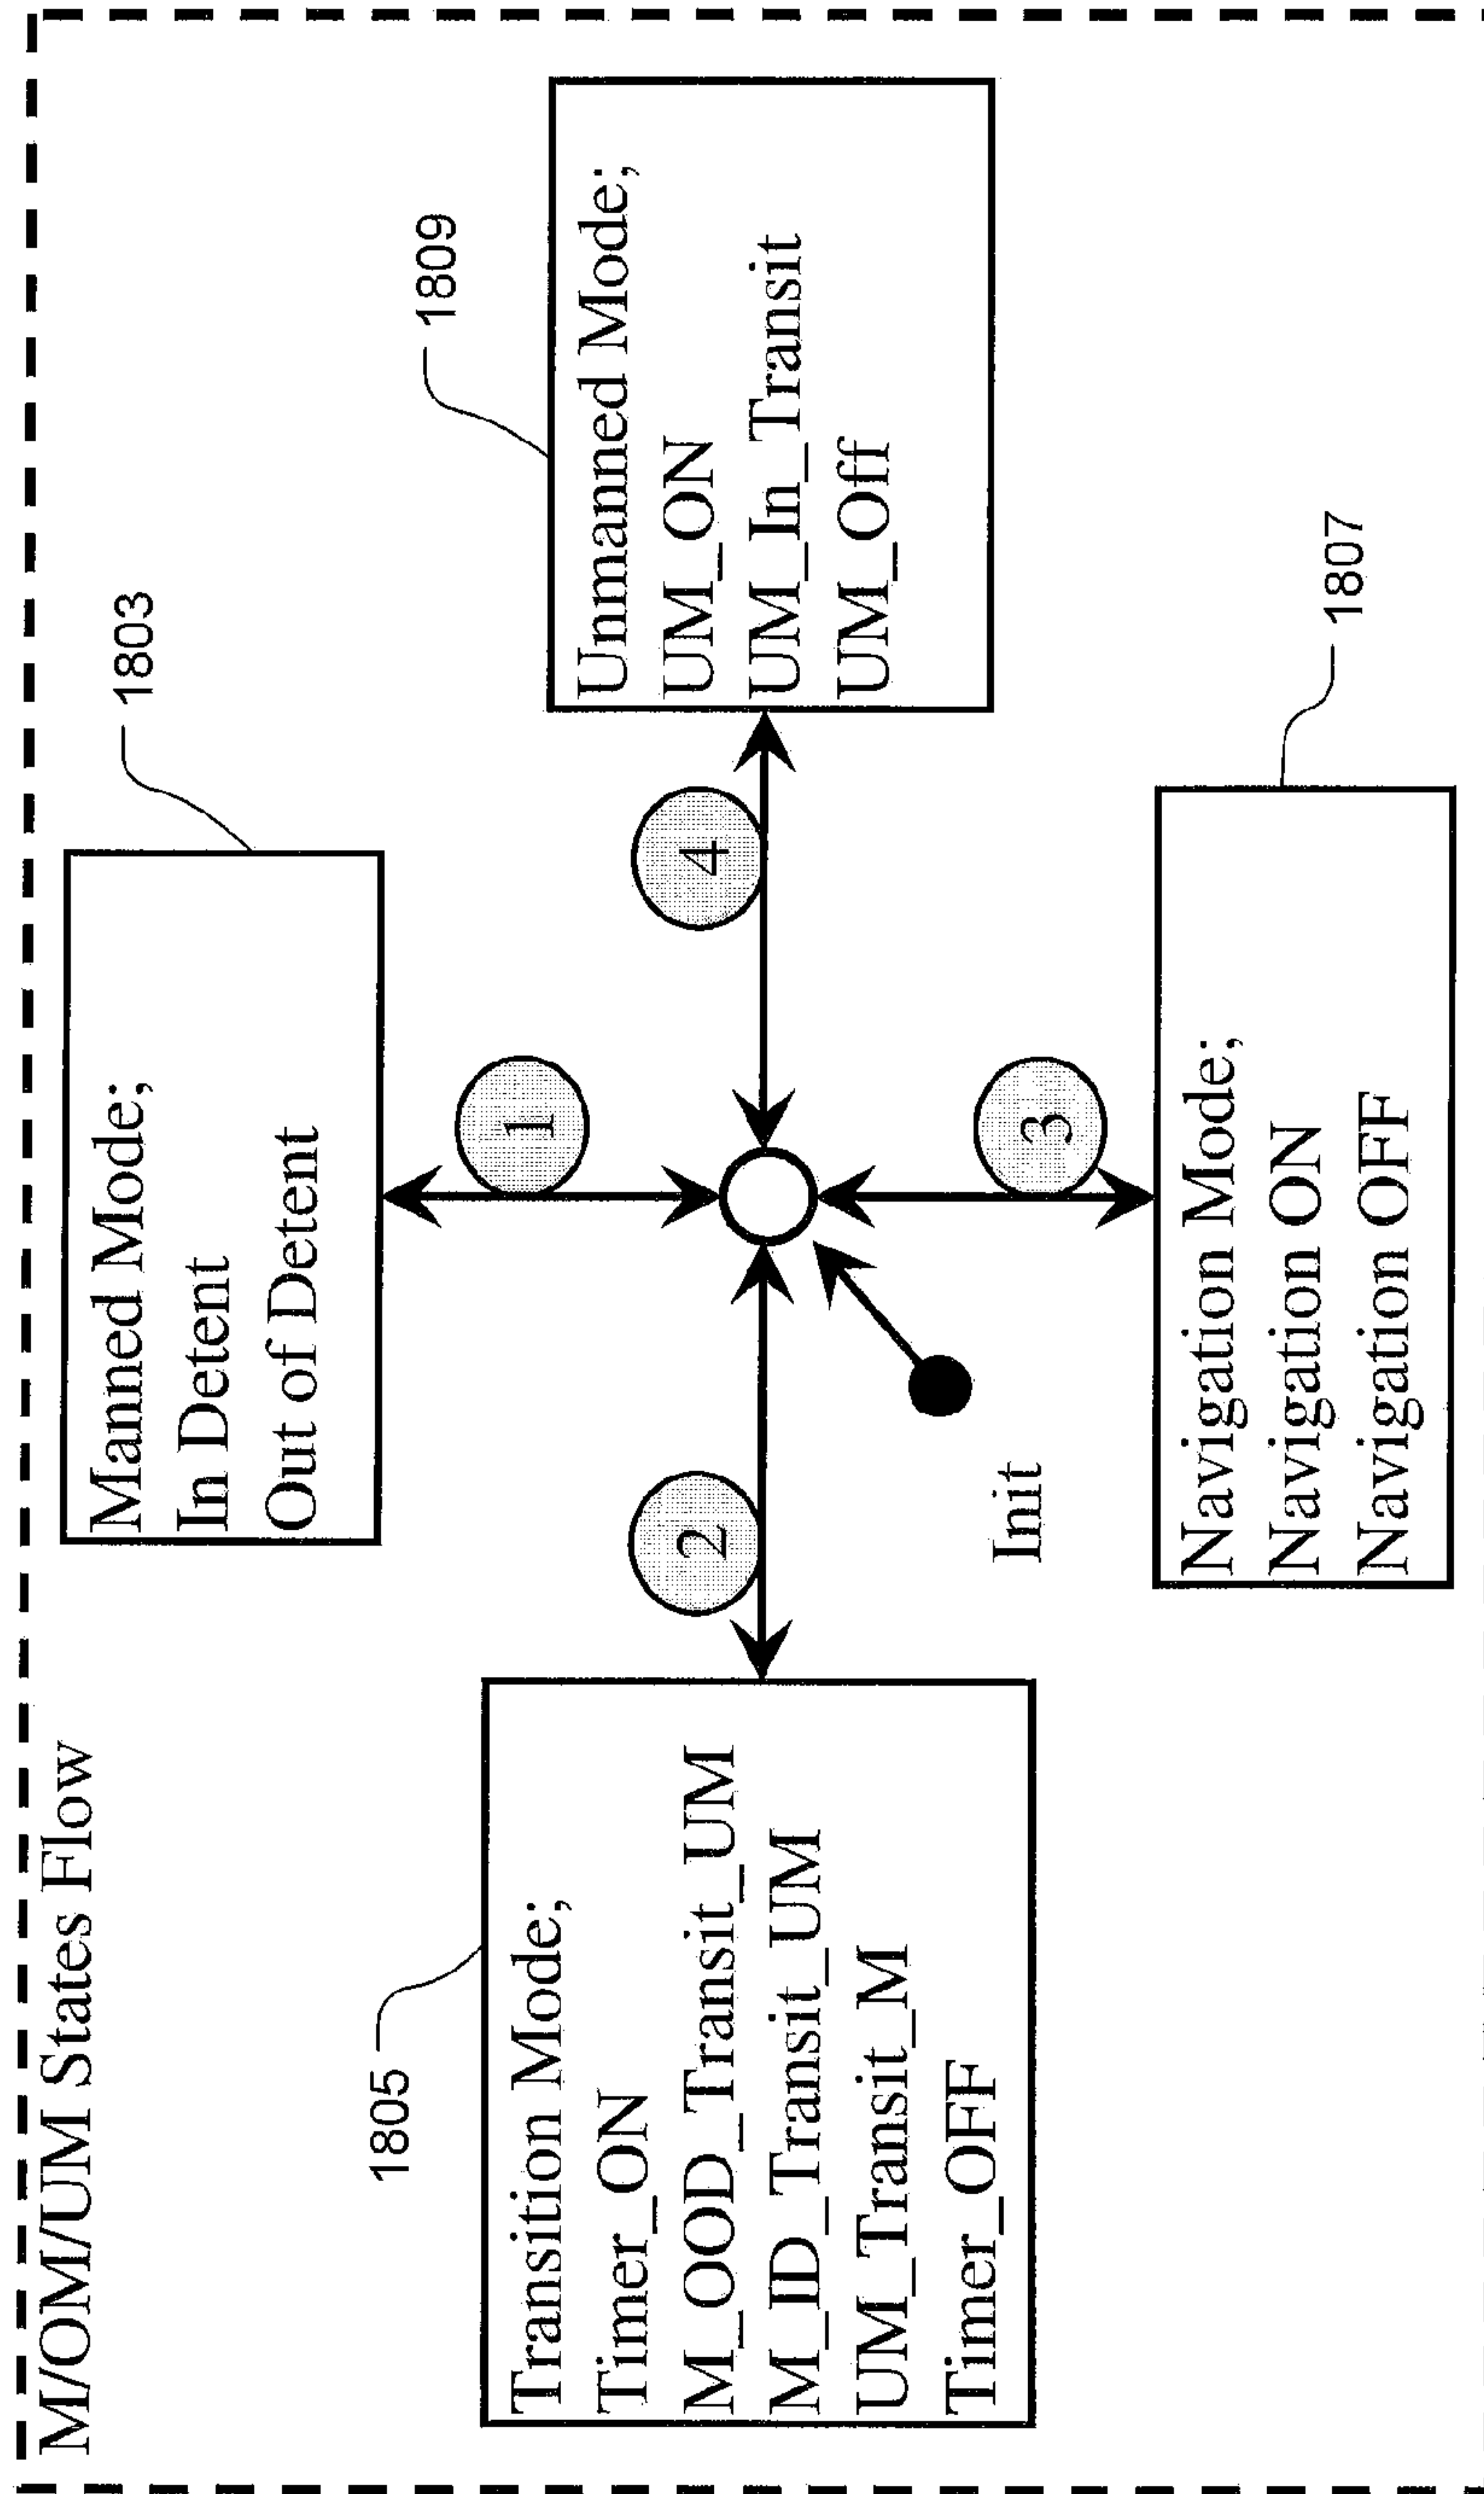 M/OM/UM States Flow
1803
Manned Mode;
In Detent
Out of Detent
1
1805
Transition Mode;
Timer_ON
M_OOD_Transit_UM
M_ID_Transit_UM
UM_Transit_M
Timer_OFF
2
4
1809
Unmanned Mode;
UM_ON
UM_In_Transit
UM_Off
Init
3
1807
Navigation Mode;
Navigation ON
Navigation OFF